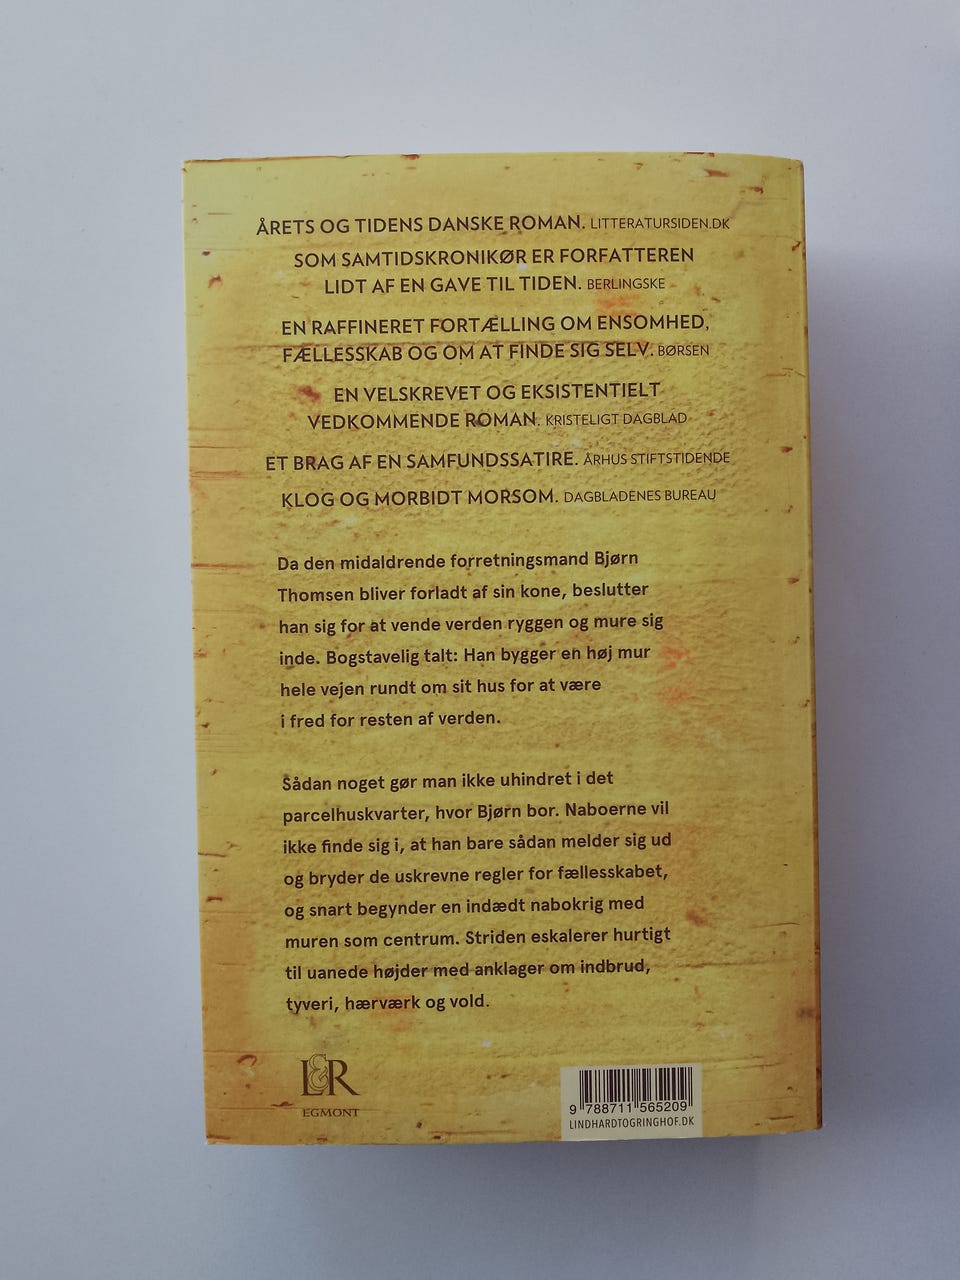 ÅRETS OG TIDENS DANSKE ROMAN. LITTERATURSIDEN.DK
SOM SAMTIDSKRONIKØR ER FORFATTEREN
LIDT AF EN GAVE TIL TIDEN. BERLINGSKE
EN RAFFINERET FORTÆLLING OM ENSOMHED,
FÆLLESSKAB OG OM AT FINDE SIG SELV. BØRSEN
EN VELSKREVET OG EKSISTENTIELT
VEDKOMMENDE ROMAN. KRISTELIGT DAGBLAD
ET BRAG AF EN SAMFUNDSSATIRE. ÅRHUS STIFTSTIDENDE
KLOG OG MORBIDT MORSOM. DAGBLADENES BUREAU
Da den midaldrende forretningsmand Bjørn
Thomsen bliver forladt af sin kone, beslutter
han sig for at vende verden ryggen og mure sig
inde. Bogstavelig talt: Han bygger en høj mur
hele vejen rundt om sit hus for at være
i fred for resten af verden.
Sådan noget gør man ikke uhindret i det
parcelhuskvarter, hvor Bjørn bor. Naboerne vil
ikke finde sig i, at han bare sådan melder sig ud
og bryder de uskrevne regler for fællesskabet,
og snart begynder en indædt nabokrig med
muren som centrum. Striden eskalerer hurtigt
til uanede højder med anklager om indbrud,
tyveri, hærværk og vold.
L&R
EGMONT
9 788711 565209
LINDHARDTOGRINGHOF.DK